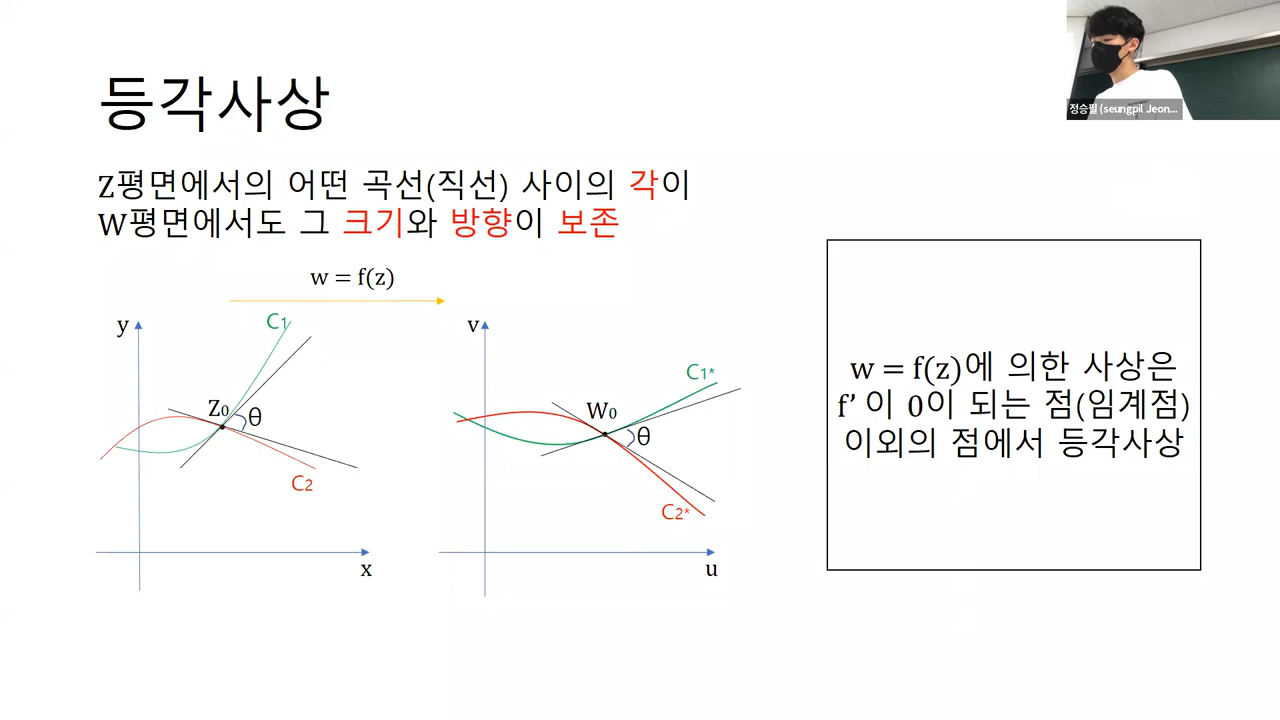 등각사상
정승필 (seungpil Jeon...
Z평면에서의 어떤 곡선(직선) 사이의 각이
W평면에서도 그 크기와 방향이 보존
w = f(z)
y
C1
Z0
θ
C2
x
v
C1*
W0
θ
C2*
u
w = f(z)에 의한 사상은
f’ 이 0이 되는 점(임계점)
이외의 점에서 등각사상